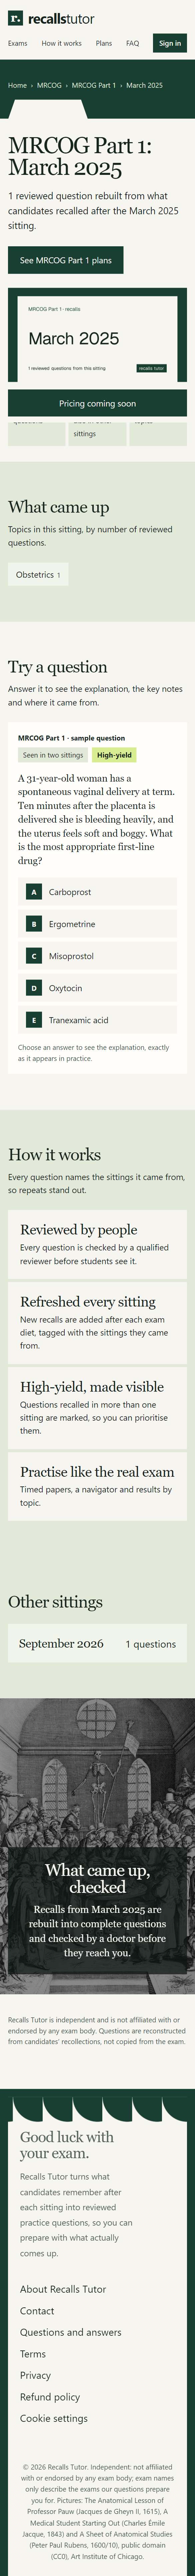 r. recallstutor
Exams How it works Plans FAQ Sign in
Home › MRCOG › MRCOG Part 1 › March 2025
MRCOG Part 1:
March 2025
1 reviewed question rebuilt from what
candidates recalled after the March 2025
sitting.
See MRCOG Part 1 plans
MRCOG Part 1 · recalls
March 2025
1 reviewed questions from this sitting
recalls tutor
Pricing coming soon
sittings
What came up
Topics in this sitting, by number of reviewed
questions.
Obstetrics 1
Try a question
Answer it to see the explanation, the key notes
and where it came from.
MRCOG Part 1 · sample question
Seen in two sittings High-yield
A 31-year-old woman has a
spontaneous vaginal delivery at term.
Ten minutes after the placenta is
delivered she is bleeding heavily, and
the uterus feels soft and boggy. What
is the most appropriate first-line
drug?
A Carboprost
B Ergometrine
C Misoprostol
D Oxytocin
E Tranexamic acid
Choose an answer to see the explanation, exactly
as it appears in practice.
How it works
Every question names the sittings it came from,
so repeats stand out.
Reviewed by people
Every question is checked by a qualified
reviewer before students see it.
Refreshed every sitting
New recalls are added after each exam
diet, tagged with the sittings they came
from.
High-yield, made visible
Questions recalled in more than one
sitting are marked, so you can prioritise
them.
Practise like the real exam
Timed papers, a navigator and results by
topic.
Other sittings
September 2026 1 questions
What came up,
checked
Recalls from March 2025 are
rebuilt into complete questions
and checked by a doctor before
they reach you.
Recalls Tutor is independent and is not affiliated with or
endorsed by any exam body. Questions are reconstructed
from candidates' recollections, not copied from the exam.
Good luck with
your exam.
Recalls Tutor turns what
candidates remember after
each sitting into reviewed
practice questions, so you can
prepare with what actually
comes up.
About Recalls Tutor
Contact
Questions and answers
Terms
Privacy
Refund policy
Cookie settings
© 2026 Recalls Tutor. Independent: not affiliated
with or endorsed by any exam body; exam names
only describe the exams our questions prepare
you for. Pictures: The Anatomical Lesson of
Professor Pauw (Jacques de Gheyn II, 1615), A
Medical Student Starting Out (Charles Émile
Jacque, 1843) and A Sheet of Anatomical Studies
(Peter Paul Rubens, 1600/10), public domain
(CC0), Art Institute of Chicago.